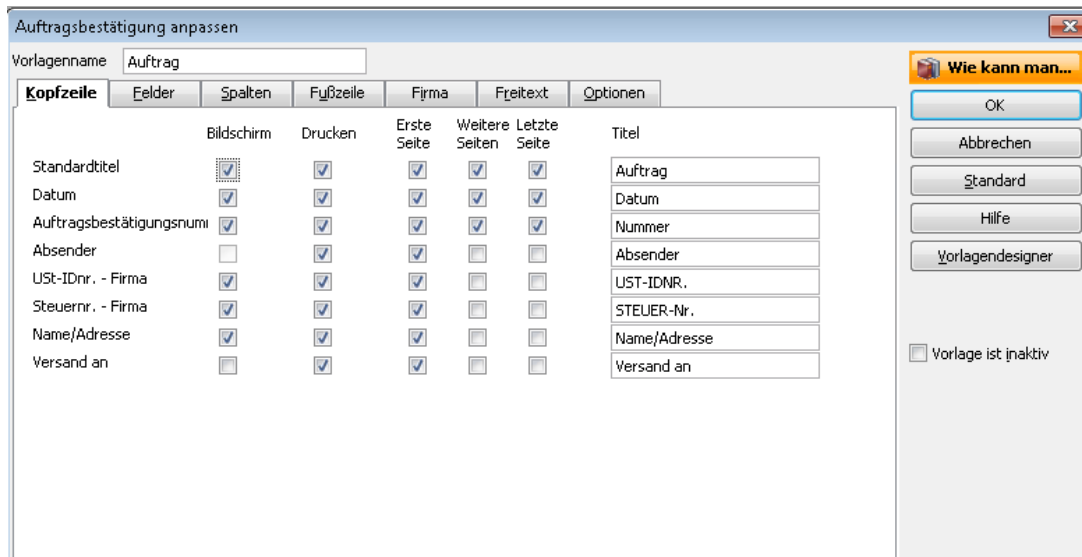 Auftragsbestätigung anpassen
Vorlagenname Auftrag
Kopfzeile Felder Spalten Fußzeile Firma Freitext Optionen
Bildschirm Drucken Erste Seite Weitere Seiten Letzte Seite Titel
Standardtitel Auftrag
Datum Datum
Auftragsbestätigungsnumi Nummer
Absender Absender
USt-IDnr. - Firma UST-IDNR.
Steuernr. - Firma STEUER-Nr.
Name/Adresse Name/Adresse
Versand an Versand an
Wie kann man...
OK
Abbrechen
Standard
Hilfe
Vorlagendesigner
Vorlage ist inaktiv